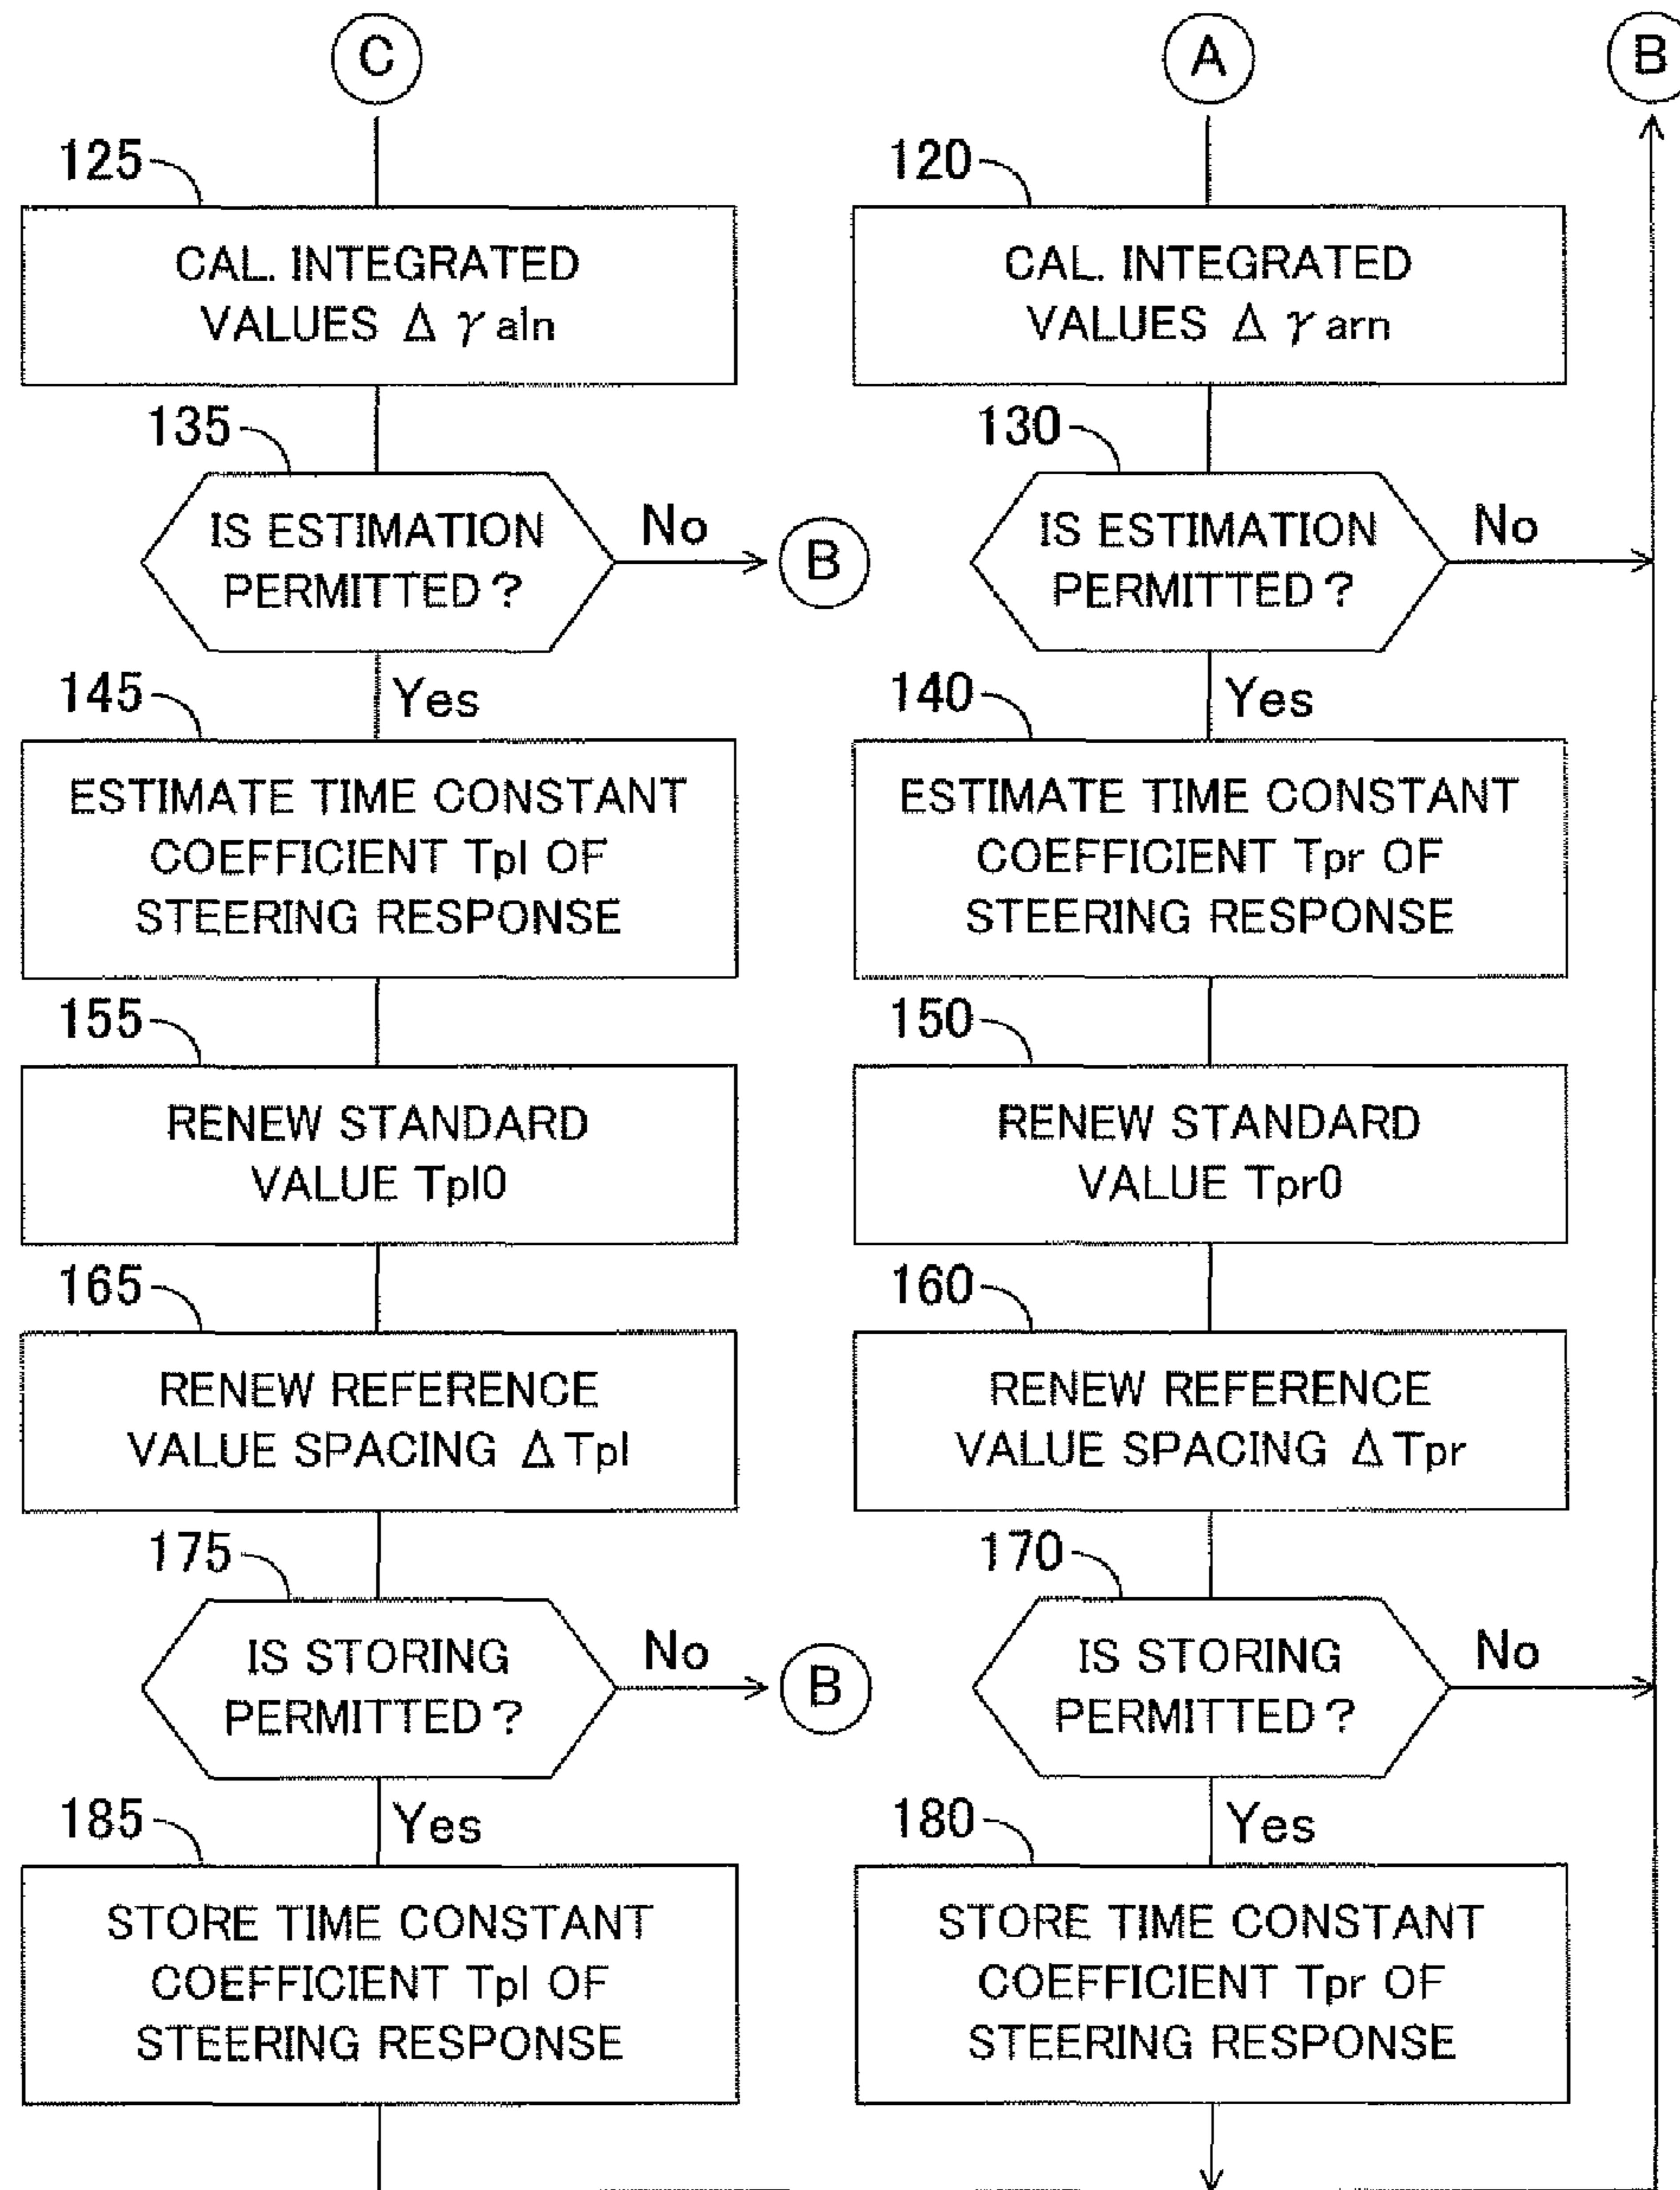 C
125
CAL. INTEGRATED
VALUES Δ γ aln
135
IS ESTIMATION
PERMITTED ?
No
B
Yes
145
ESTIMATE TIME CONSTANT
COEFFICIENT Tpl OF
STEERING RESPONSE
155
RENEW STANDARD
VALUE Tpl0
165
RENEW REFERENCE
VALUE SPACING Δ Tpl
175
IS STORING
PERMITTED ?
No
B
Yes
185
STORE TIME CONSTANT
COEFFICIENT Tpl OF
STEERING RESPONSE
A
120
CAL. INTEGRATED
VALUES Δ γ arn
130
IS ESTIMATION
PERMITTED ?
No
Yes
140
ESTIMATE TIME CONSTANT
COEFFICIENT Tpr OF
STEERING RESPONSE
150
RENEW STANDARD
VALUE Tpr0
160
RENEW REFERENCE
VALUE SPACING Δ Tpr
170
IS STORING
PERMITTED ?
No
Yes
180
STORE TIME CONSTANT
COEFFICIENT Tpr OF
STEERING RESPONSE
B